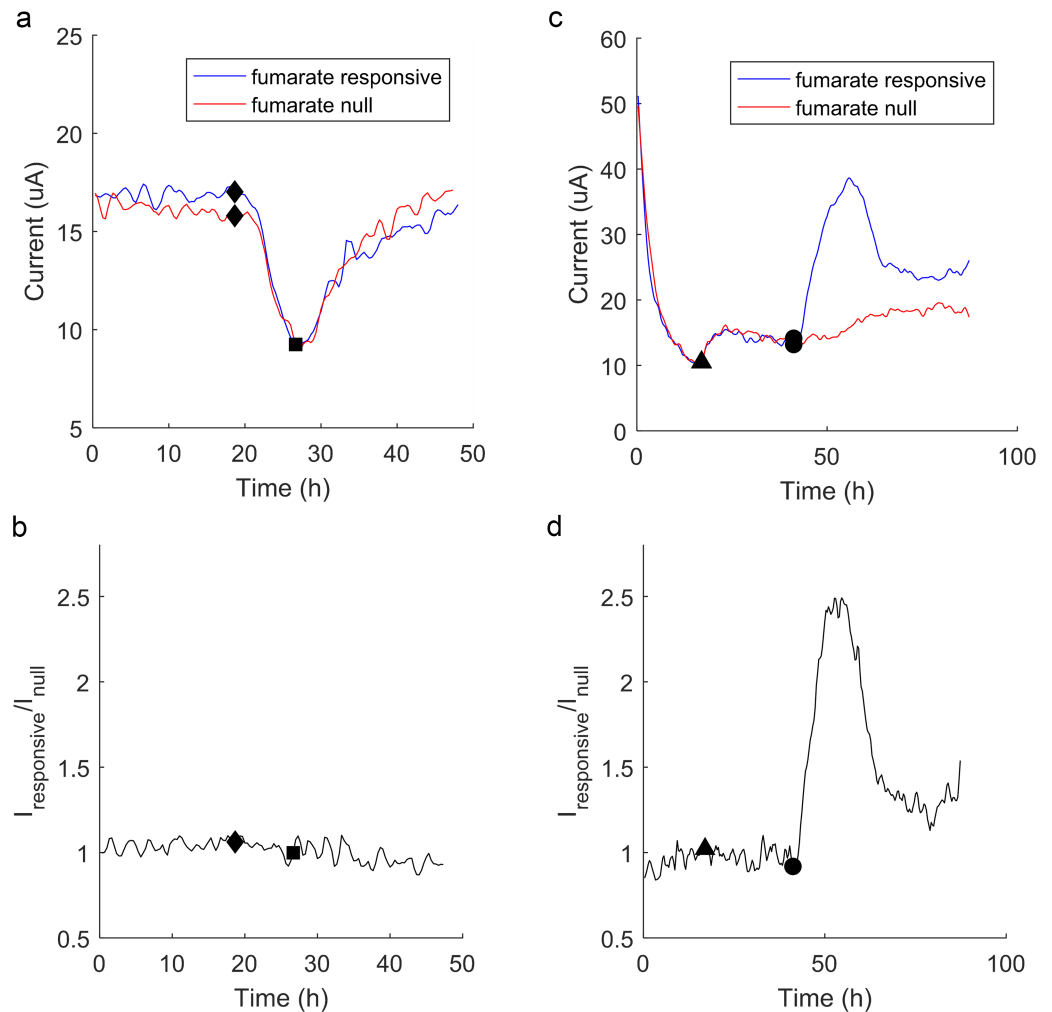 a
25
20
15
10
5
Current (uA)
fumarate responsive
fumarate null
0 10 20 30 40 50
Time (h)
c
60
50
40
30
20
10
0
Current (uA)
fumarate responsive
fumarate null
0 50 100
Time (h)
b
2.5
2
1.5
1
0.5
Iresponsive/Inull
0 10 20 30 40 50
Time (h)
d
2.5
2
1.5
1
0.5
Iresponsive/Inull
0 50 100
Time (h)